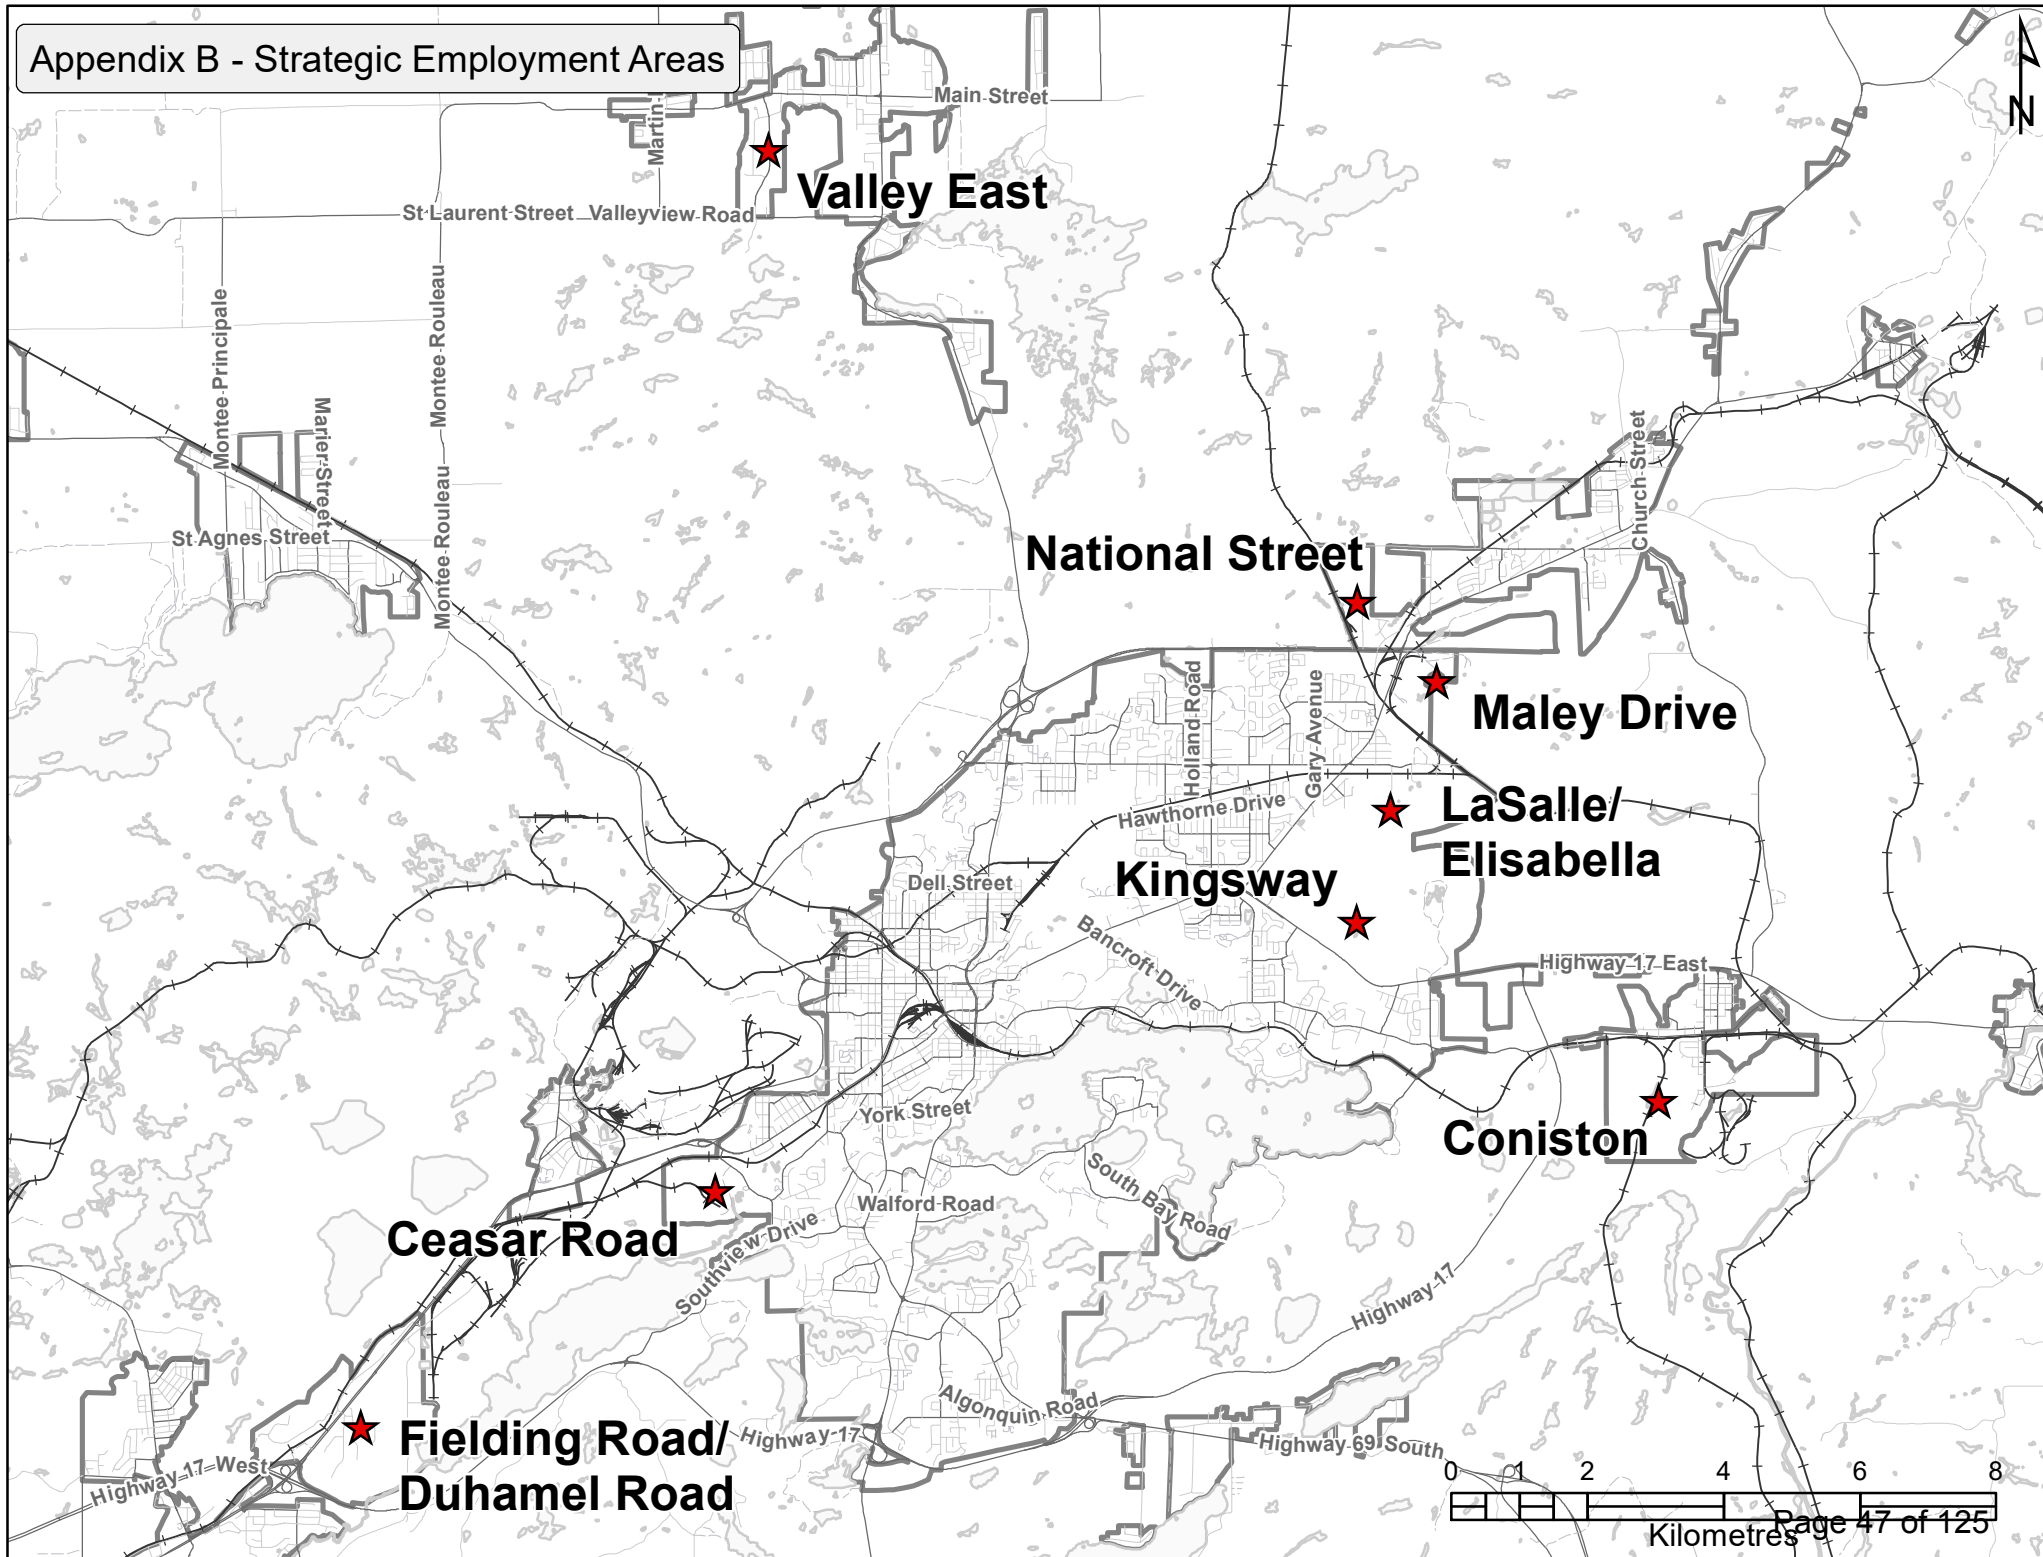 Appendix B - Strategic Employment Areas
N
Main Street
Valley East
St Laurent Street
Valleyview Road
Montee Principale
Montee Rouleau
Marier Street
St Agnes Street
Montee Rouleau
Church Street
National Street
Maley Drive
Holland Road
Gary Avenue
Hawthorne Drive
LaSalle/
Elisabella
Dell Street
Kingsway
Bancroft Drive
Highway 17 East
York Street
Coniston
South Bay Road
Walford Road
Ceasar Road
Southview Drive
Highway 17
Algonquin Road
Fielding Road/
Duhamel Road
Highway 17
Highway 69 South
Highway 17 West
0 1 2 4 6 8
Kilometres
Page 47 of 125